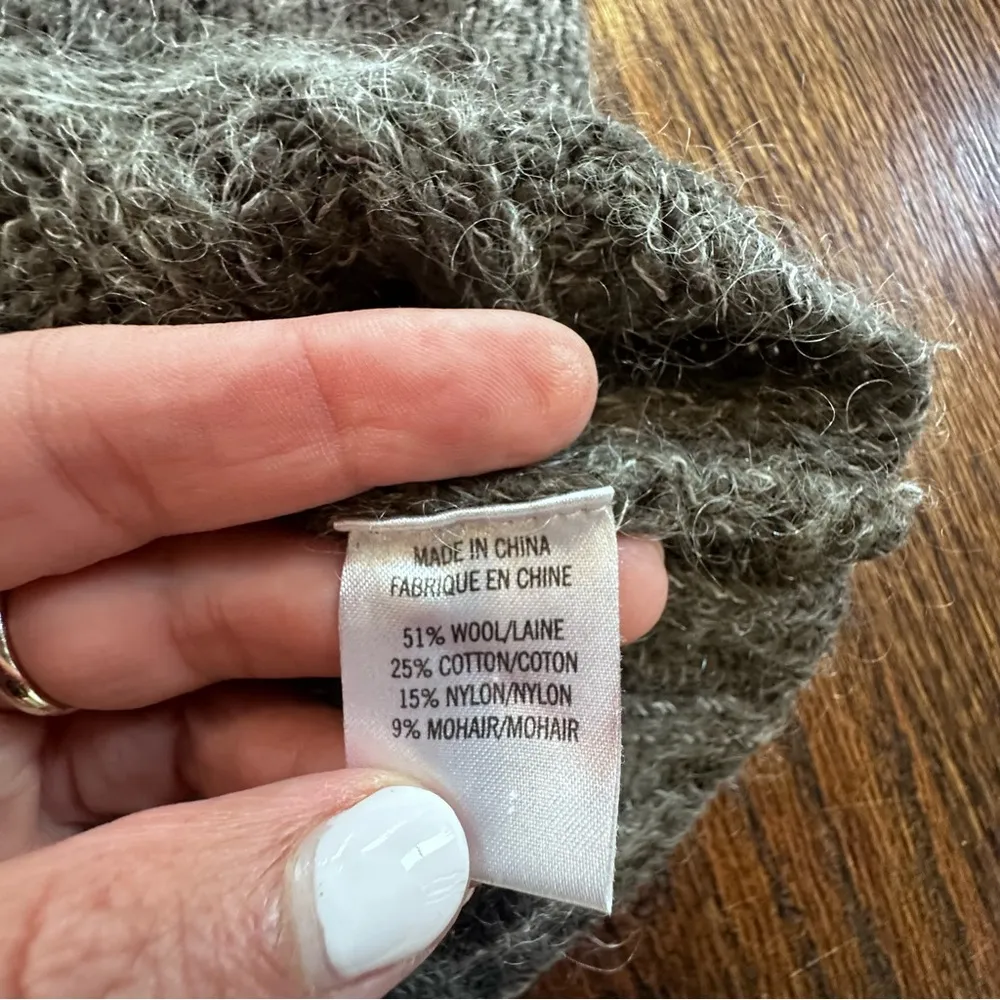 MADE IN CHINA
FABRIQUE EN CHINE
51% WOOL/LAINE
25% COTTON/COTON
15% NYLON/NYLON
9% MOHAIR/MOHAIR